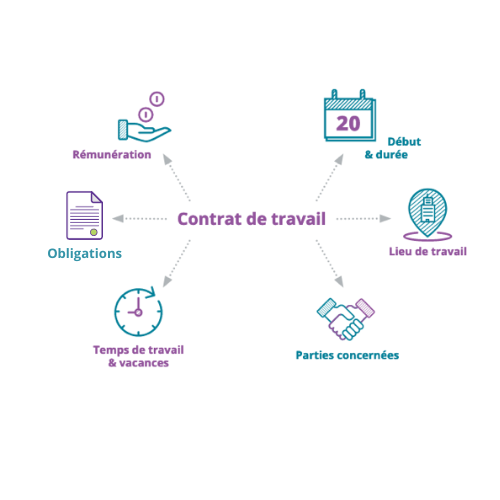 20
Rémunération
Début
& durée
Contrat de travail
Obligations
Lieu de travail
Temps de travail
& vacances
Parties concernées